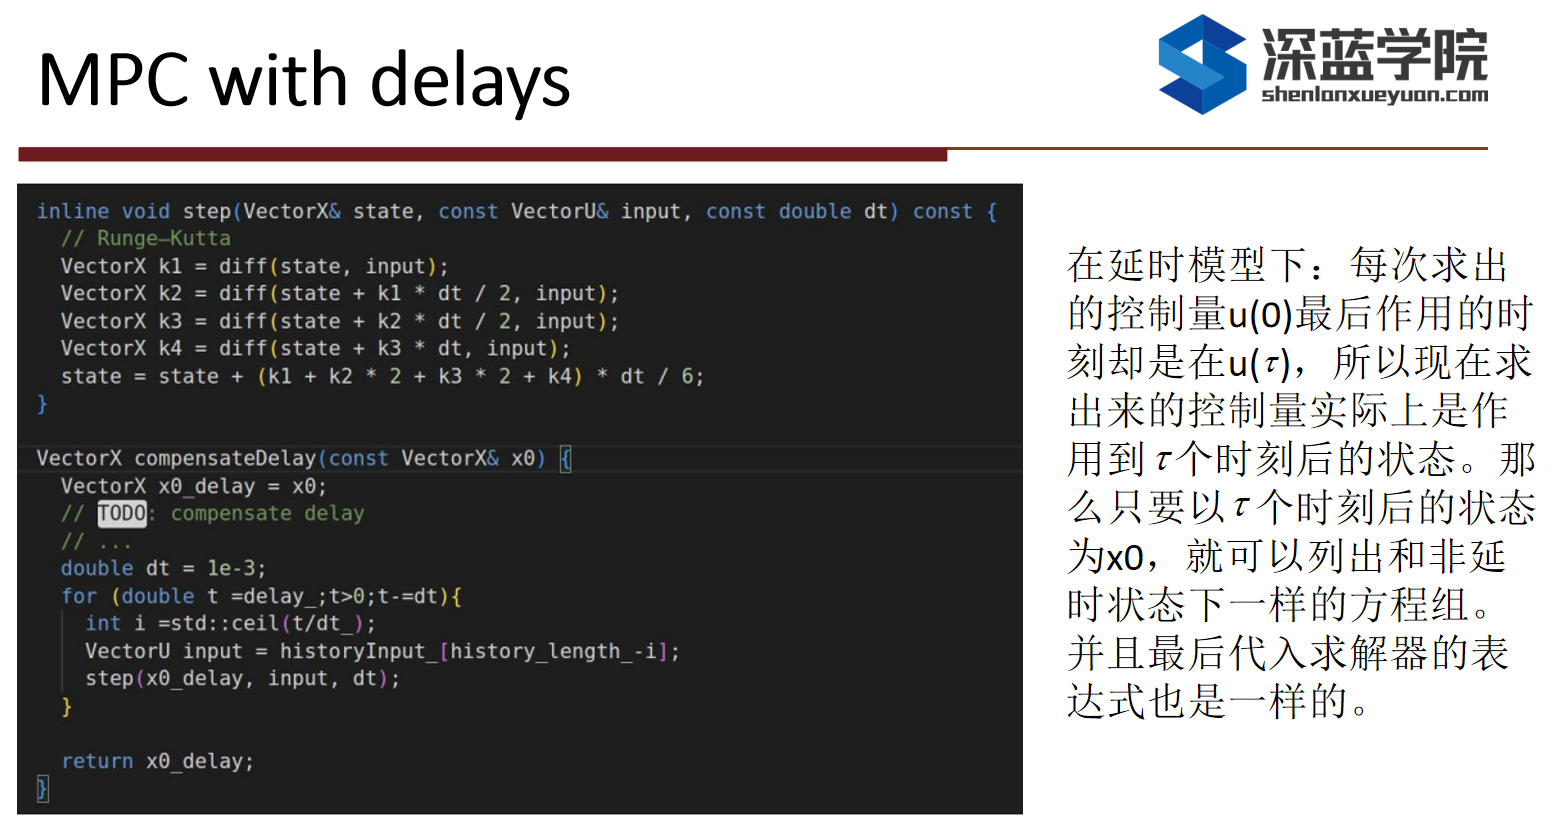 MPC with delays
深蓝学院
shenlanxueyuan.com
inline void step(VectorX& state, const VectorU& input, const double dt) const {
// Runge–Kutta
VectorX k1 = diff(state, input);
VectorX k2 = diff(state + k1 * dt / 2, input);
VectorX k3 = diff(state + k2 * dt / 2, input);
VectorX k4 = diff(state + k3 * dt, input);
state = state + (k1 + k2 * 2 + k3 * 2 + k4) * dt / 6;
}
VectorX compensateDelay(const VectorX& x0) {
VectorX x0_delay = x0;
// TODO: compensate delay
// ...
double dt = 1e-3;
for (double t =delay_;t>0;t-=dt){
int i =std::ceil(t/dt_);
VectorU input = historyInput_[history_length_-i];
step(x0_delay, input, dt);
}
return x0_delay;
}
在延时模型下：每次求出
的控制量u(0)最后作用的时
刻却是在u(τ)，所以现在求
出来的控制量实际上是作
用到τ个时刻后的状态。那
么只要以τ个时刻后的状态
为x0，就可以列出和非延
时状态下一样的方程组。
并且最后代入求解器的表
达式也是一样的。